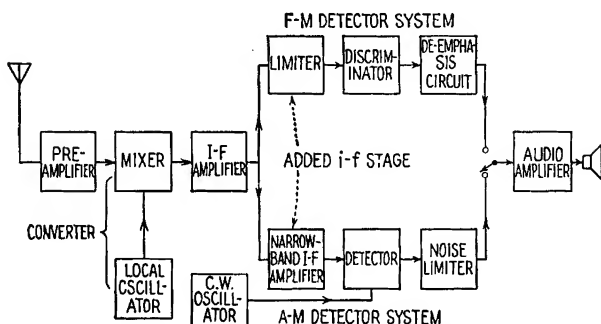 F-M DETECTOR SYSTEM
LIMITER
DISCRIM-
INATOR
DE-EMPHA-
SIS
CIRCUIT
PRE-
AMPLIFIER
MIXER
I-F
AMPLIFIER
ADDED i-f STAGE
AUDIO
AMPLIFIER
CONVERTER
LOCAL
OSCILL-
ATOR
NARROW-
BAND I-F
AMPLIFIER
DETECTOR
NOISE
LIMITER
C.W.
OSCILL-
ATOR
A-M DETECTOR SYSTEM